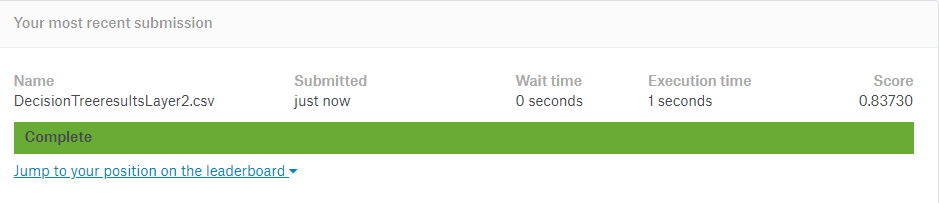 Your most recent submission
Name Submitted Wait time Execution time Score
DecisionTreeresultsLayer2.csv just now 0 seconds 1 seconds 0.83730
Complete
Jump to your position on the leaderboard